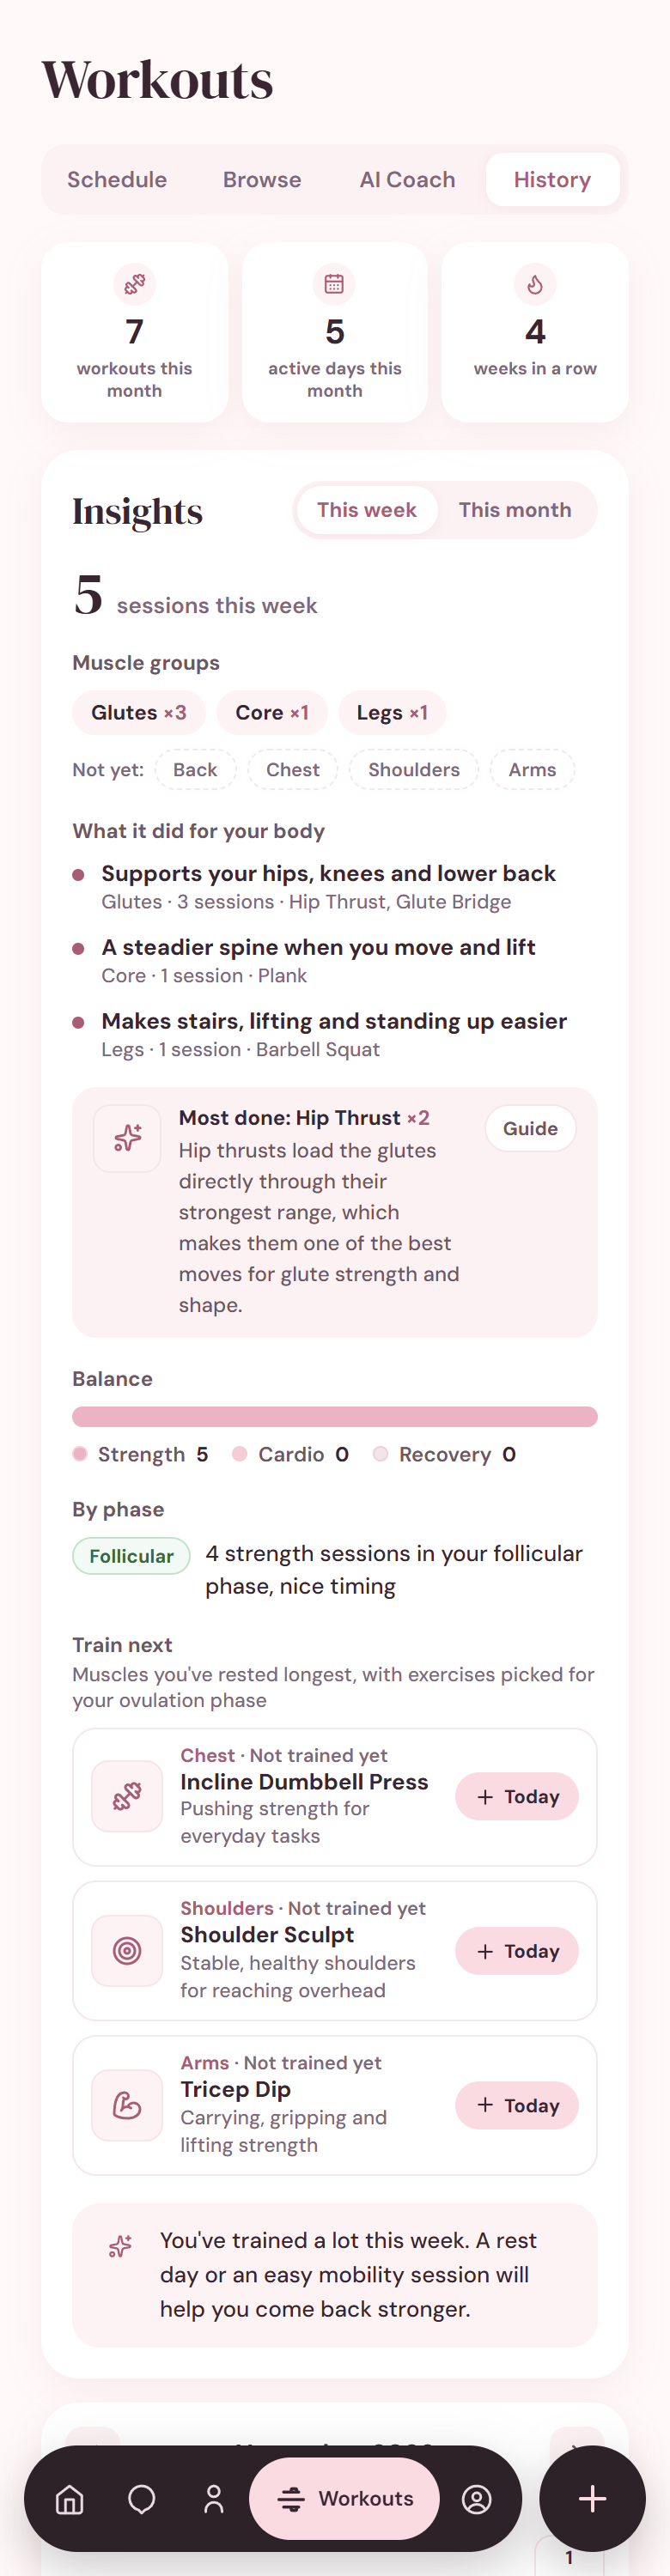 Workouts
Schedule Browse AI Coach History
7 5 4
workouts this active days this weeks in a row
month month
Insights This week This month
5 sessions this week
Muscle groups
Glutes ×3 Core ×1 Legs ×1
Not yet: Back Chest Shoulders Arms
What it did for your body
Supports your hips, knees and lower back
Glutes · 3 sessions · Hip Thrust, Glute Bridge
A steadier spine when you move and lift
Core · 1 session · Plank
Makes stairs, lifting and standing up easier
Legs · 1 session · Barbell Squat
Most done: Hip Thrust ×2 Guide
Hip thrusts load the glutes
directly through their
strongest range, which
makes them one of the best
moves for glute strength and
shape.
Balance
Strength 5 Cardio 0 Recovery 0
By phase
Follicular 4 strength sessions in your follicular
phase, nice timing
Train next
Muscles you've rested longest, with exercises picked for
your ovulation phase
Chest · Not trained yet
Incline Dumbbell Press
Pushing strength for
everyday tasks
+ Today
Shoulders · Not trained yet
Shoulder Sculpt
Stable, healthy shoulders
for reaching overhead
+ Today
Arms · Not trained yet
Tricep Dip
Carrying, gripping and
lifting strength
+ Today
You've trained a lot this week. A rest
day or an easy mobility session will
help you come back stronger.
Workouts
1